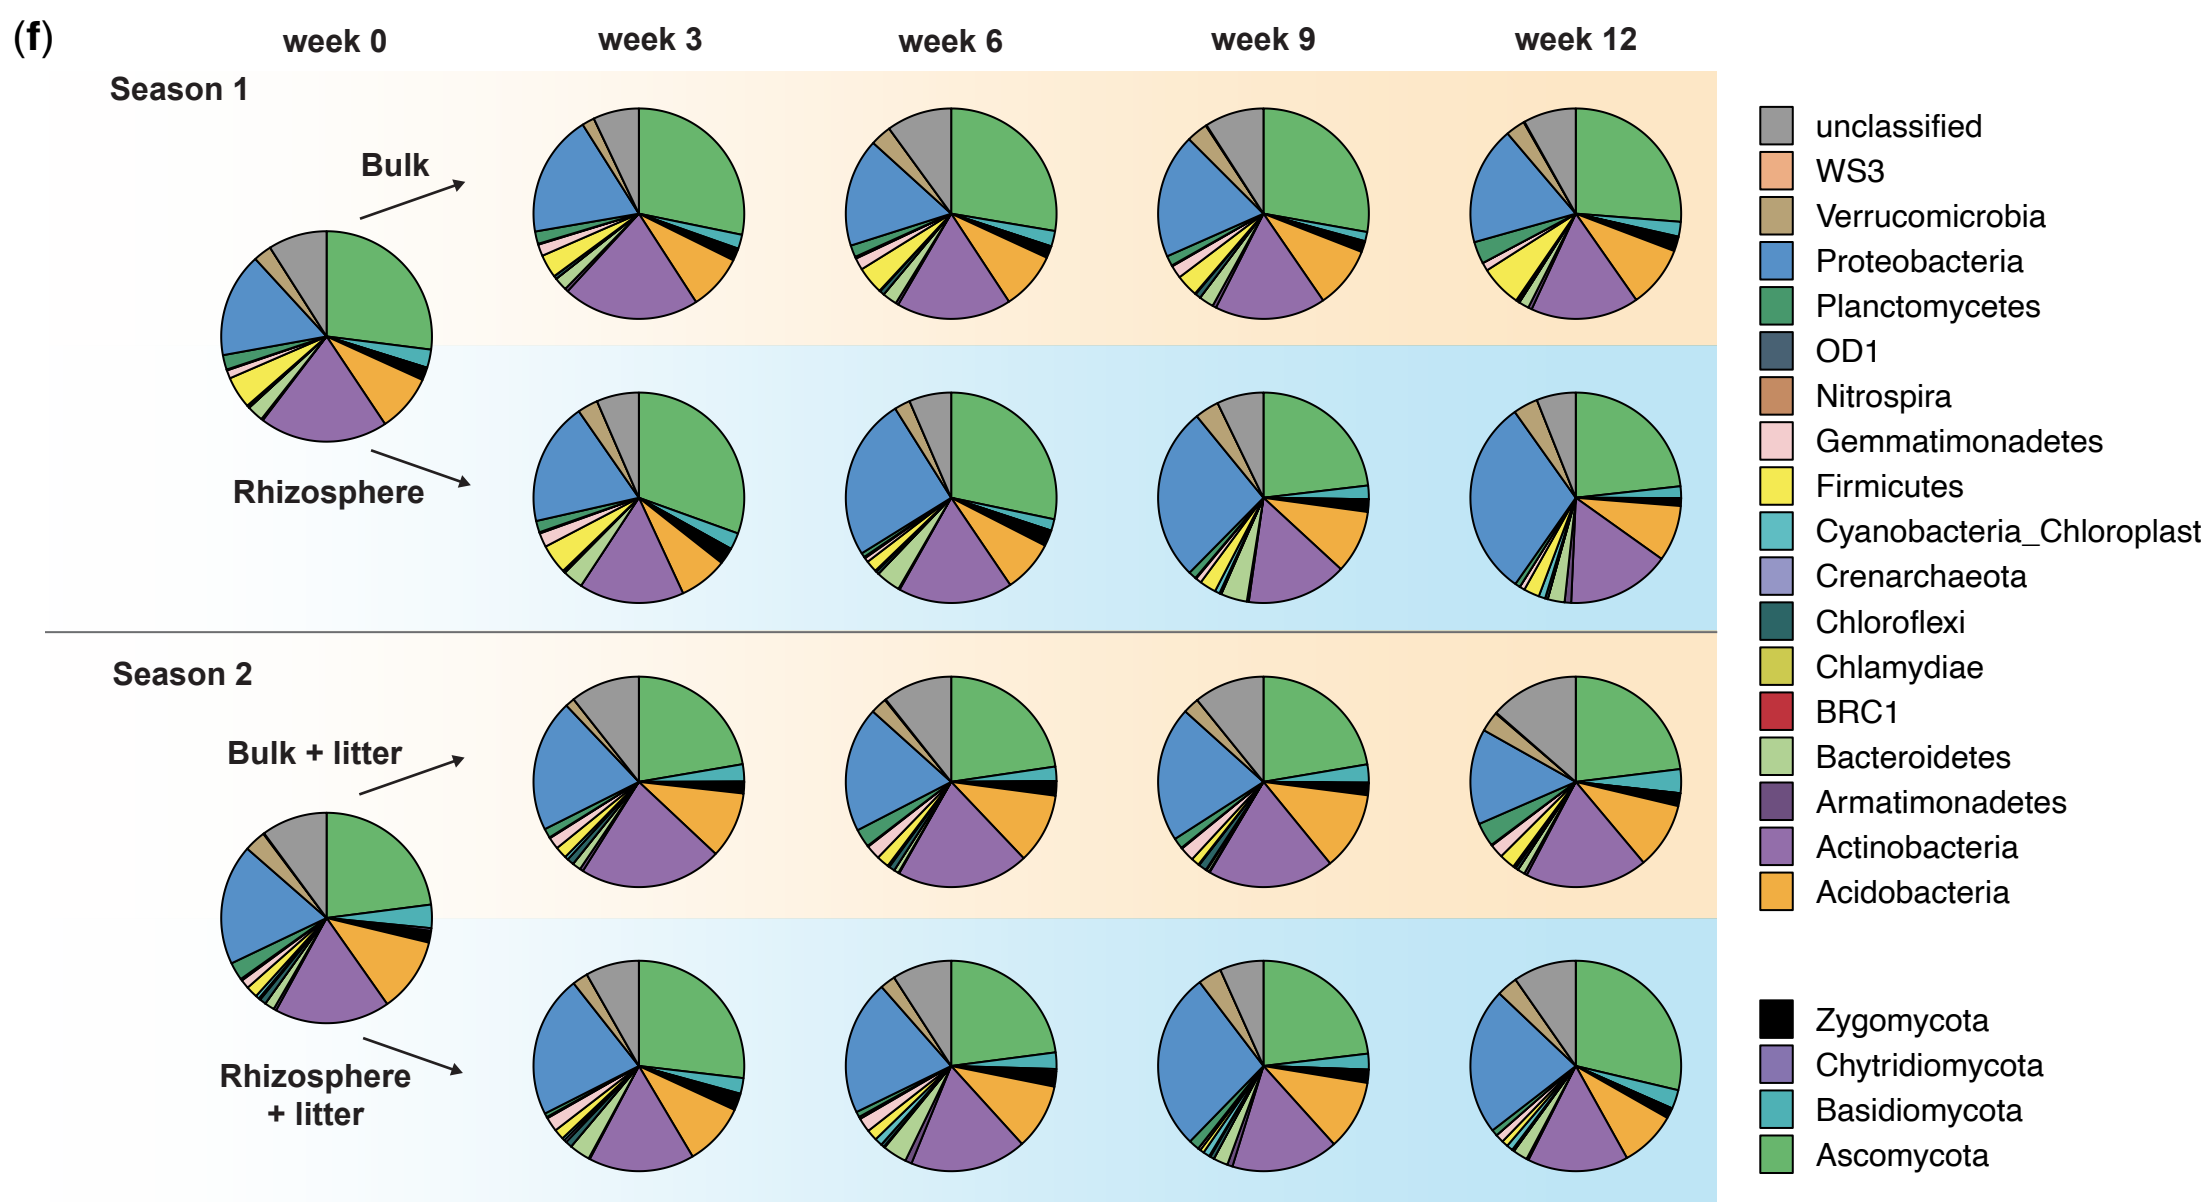 (f)
week 0
week 3
week 6
week 9
week 12
Season 1
Bulk
Rhizosphere
Season 2
Bulk + litter
Rhizosphere
+ litter
unclassified
WS3
Verrucomicrobia
Proteobacteria
Planctomycetes
OD1
Nitrospira
Gemmatimonadetes
Firmicutes
Cyanobacteria_Chloroplast
Crenarchaeota
Chloroflexi
Chlamydiae
BRC1
Bacteroidetes
Armatimonadetes
Actinobacteria
Acidobacteria
Zygomycota
Chytridiomycota
Basidiomycota
Ascomycota